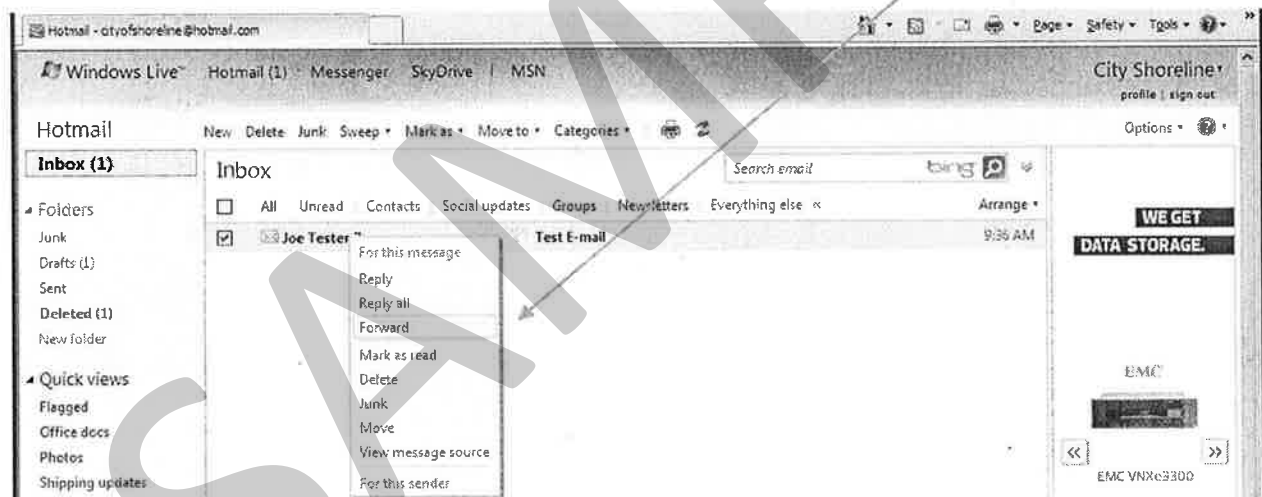 Hotmail - cityofshoreline@hotmail.com
Page Safety Tools »
Windows Live™ Hotmail (1) Messenger SkyDrive | MSN City Shoreline
profile | sign out
Hotmail New Delete Junk Sweep Mark as Move to Categories Options
Inbox (1)
Inbox Search email bing
All Unread Contacts Social updates Groups Newsletters Everything else « Arrange
Joe Tester Test E-mail 9:36 AM
Folders
Junk
Drafts (1)
Sent
Deleted (1)
New folder
Quick views
Flagged
Office docs
Photos
Shipping updates
For this message
Reply
Reply all
Forward
Mark as read
Delete
Junk
Move
View message source
For this sender
WE GET
DATA STORAGE.
EMC
« »
EMC VNXe3300
SAMP